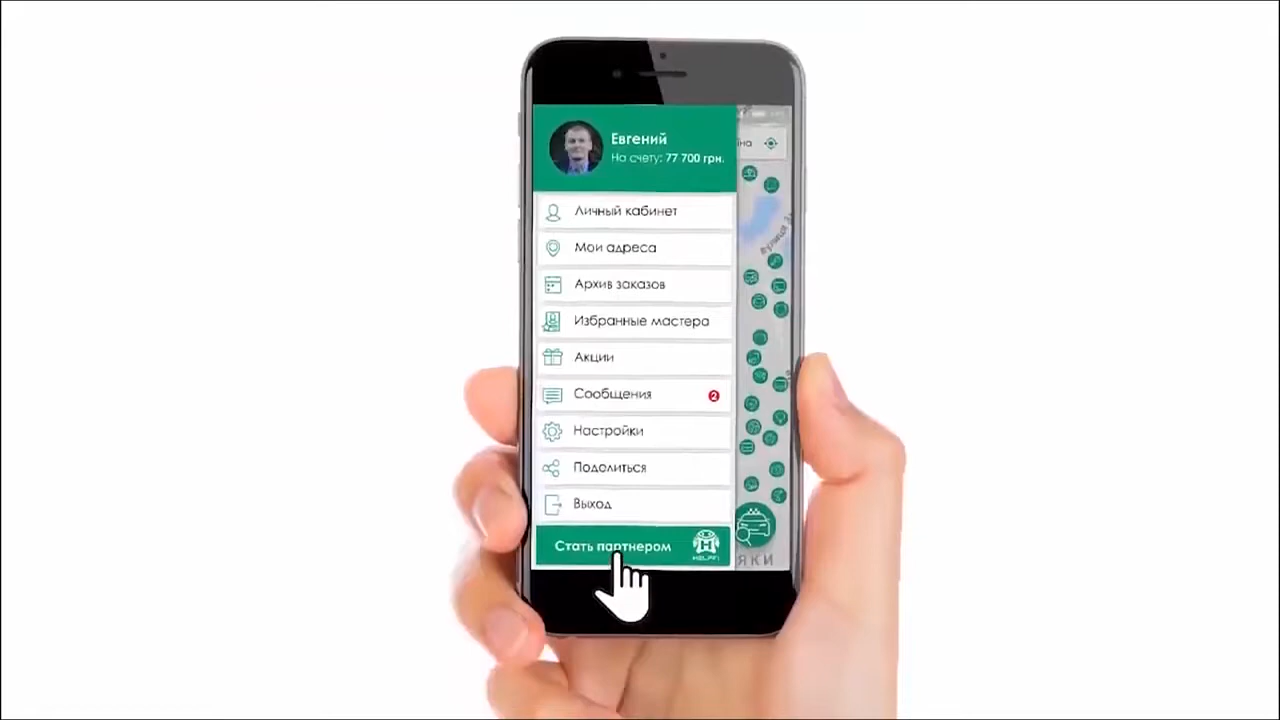 Евгений
На счету: 77 700 грн.
Личный кабинет
Мои адреса
Архив заказов
Избранные мастера
Акции
Сообщения 2
Настройки
Поделиться
Выход
Стать партнером
HELPFI